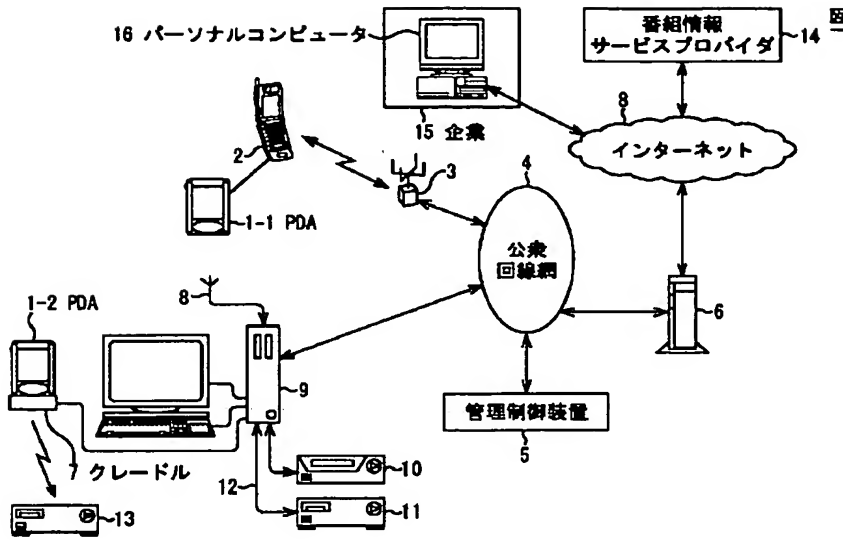 16 パーソナルコンピュータ
番組情報
サービスプロバイダ
14
図
15 企業
8
インターネット
2
3
4
1-1 PDA
公衆
回線網
8
1-2 PDA
6
9
管理制御装置
5
7 クレードル
10
12
11
13